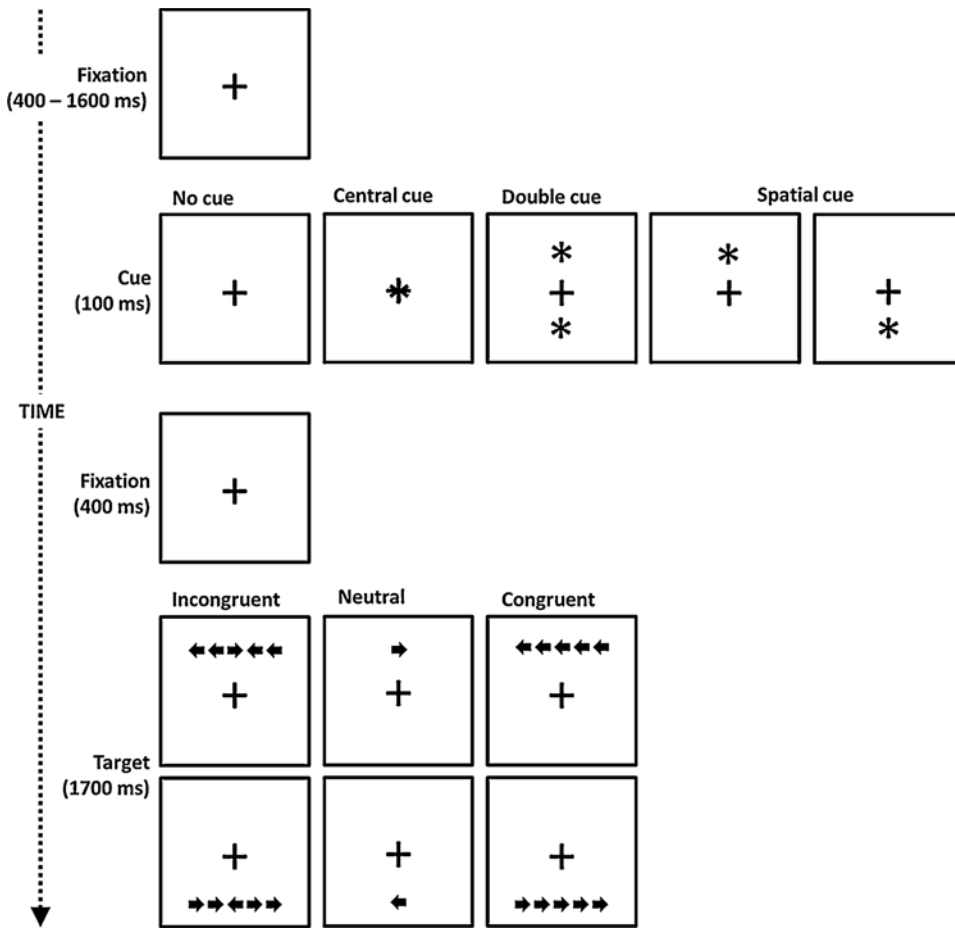 Fixation
(400 – 1600 ms)
No cue
Central cue
Double cue
Spatial cue
Cue
(100 ms)
TIME
Fixation
(400 ms)
Incongruent
Neutral
Congruent
Target
(1700 ms)